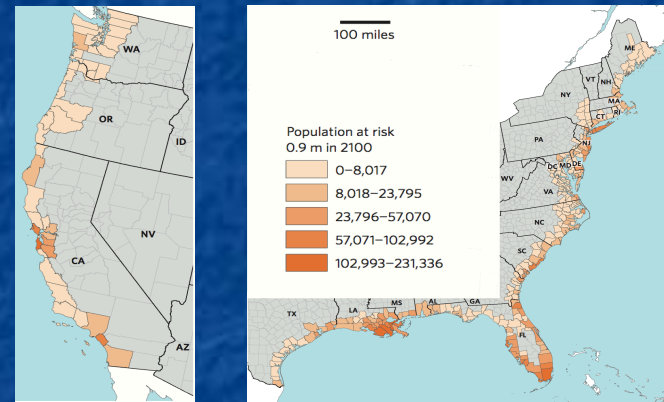 WA
OR
ID
NV
CA
AZ
100 miles
Population at risk
0.9 m in 2100
0–8,017
8,018–23,795
23,796–57,070
57,071–102,992
102,993–231,336
ME
VT
NH
NY
MA
CT
RI
PA
NJ
DC
MD
DE
WV
VA
NC
SC
TX
LA
MS
AL
GA
FL